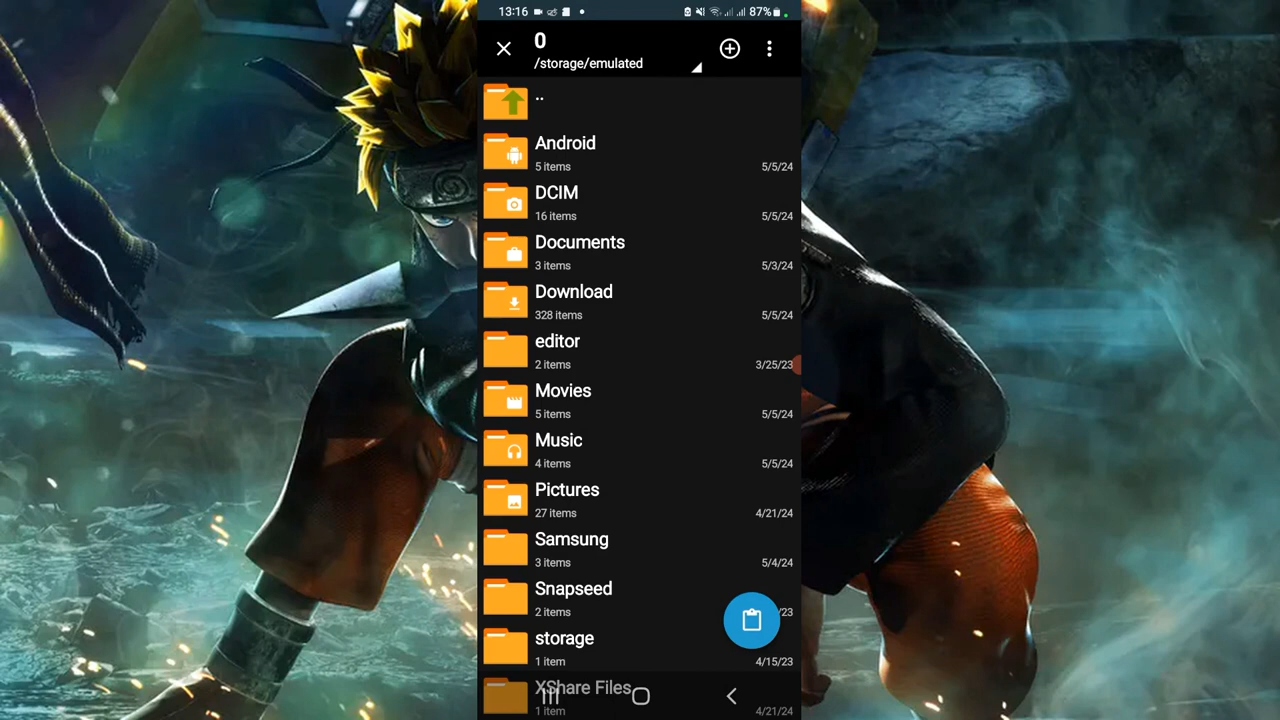 13:16
87%
0
/storage/emulated
..
Android
5 items
5/5/24
DCIM
16 items
5/5/24
Documents
3 items
5/3/24
Download
328 items
5/5/24
editor
2 items
3/25/23
Movies
5 items
5/5/24
Music
4 items
5/5/24
Pictures
27 items
4/21/24
Samsung
3 items
5/4/24
Snapseed
2 items
/23
storage
1 item
4/15/23
XShare Files
1 item
4/21/24